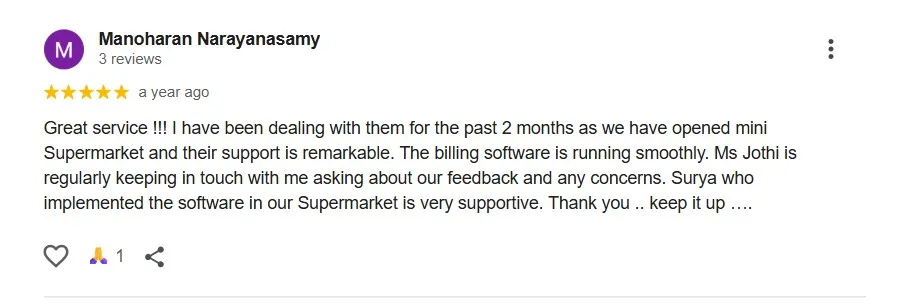 M
Manoharan Narayanasamy
3 reviews
a year ago
Great service !!! I have been dealing with them for the past 2 months as we have opened mini
Supermarket and their support is remarkable. The billing software is running smoothly. Ms Jothi is
regularly keeping in touch with me asking about our feedback and any concerns. Surya who
implemented the software in our Supermarket is very supportive. Thank you .. keep it up ....
1